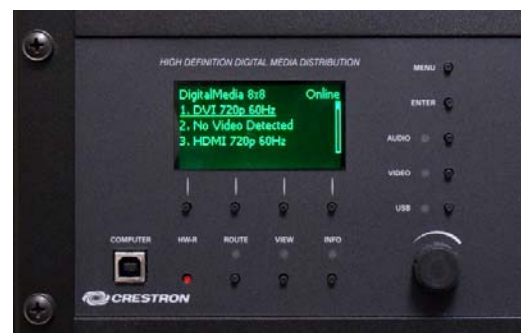 HIGH DEFINITION DIGITAL MEDIA DISTRIBUTION
DigitalMedia 8x8 Online
1. DVI 720p 60Hz
2. No Video Detected
3. HDMI 720p 60Hz
MENU
ENTER
AUDIO
VIDEO
USB
COMPUTER HW-R ROUTE VIEW INFO
CRESTRON